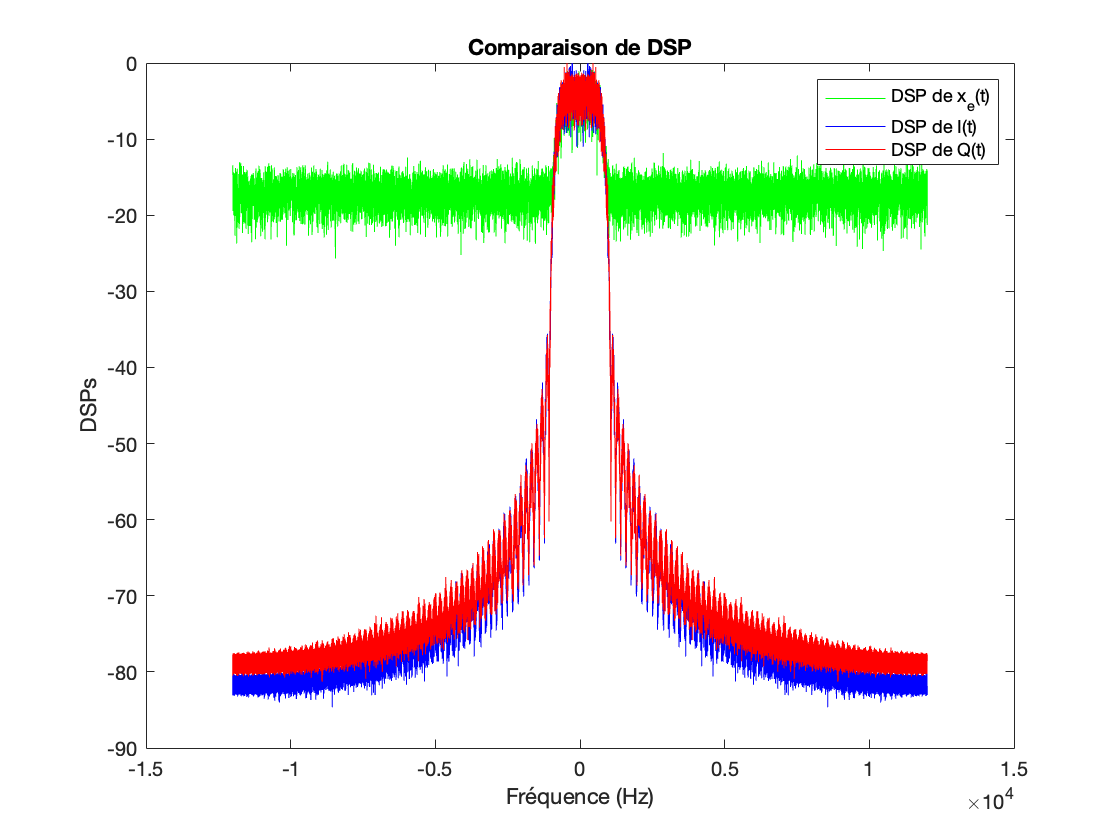 Comparaison de DSP
DSP de x_e(t)
DSP de I(t)
DSP de Q(t)
DSPs
0
-10
-20
-30
-40
-50
-60
-70
-80
-90
-1.5 -1 -0.5 0 0.5 1 1.5
Fréquence (Hz)
×10^4